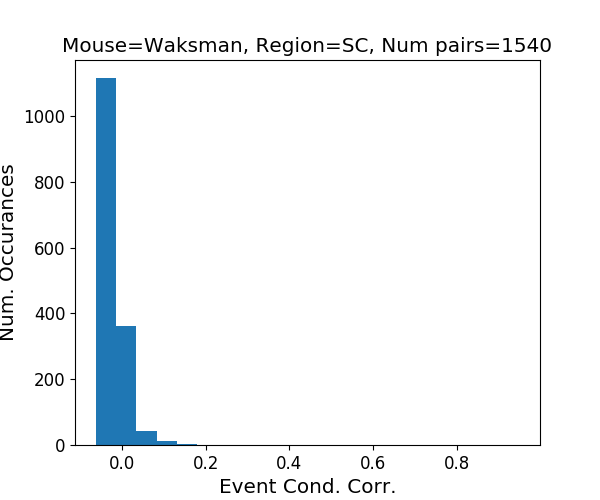 Mouse=Waksman, Region=SC, Num pairs=1540
Num. Occurances
1000
800
600
400
200
0
0.0 0.2 0.4 0.6 0.8
Event Cond. Corr.